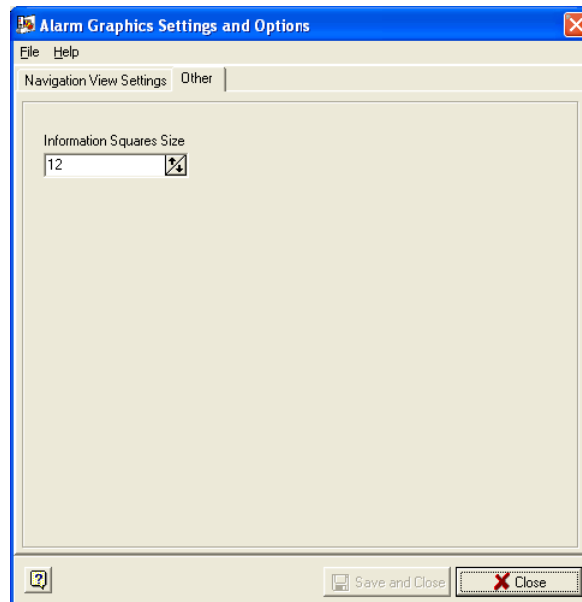 Alarm Graphics Settings and Options
File Help
Navigation View Settings Other
Information Squares Size
12
Save and Close Close